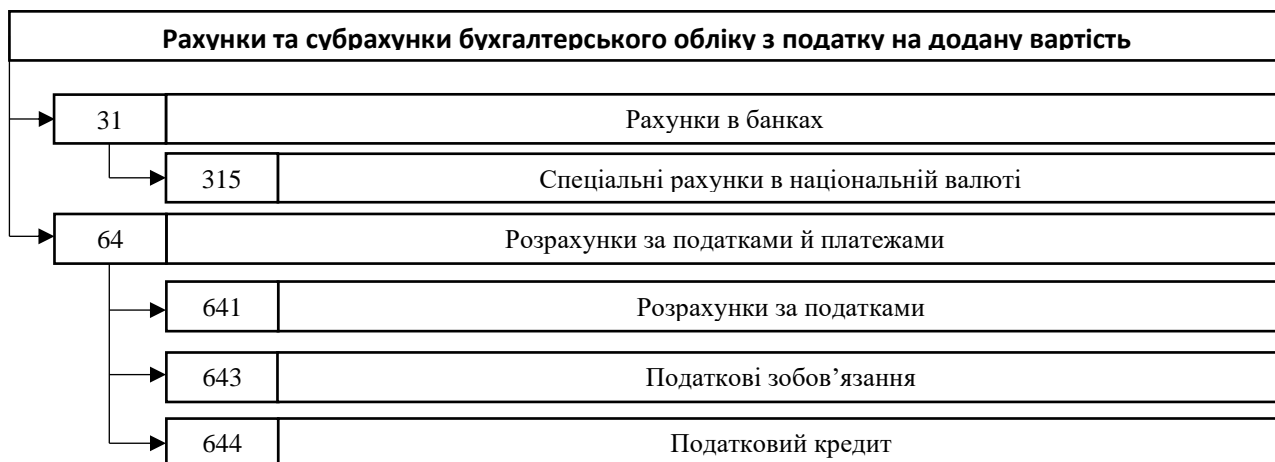 Рахунки та субрахунки бухгалтерського обліку з податку на додану вартість
31 Рахунки в банках
315 Спеціальні рахунки в національній валюті
64 Розрахунки за податками й платежами
641 Розрахунки за податками
643 Податкові зобов’язання
644 Податковий кредит